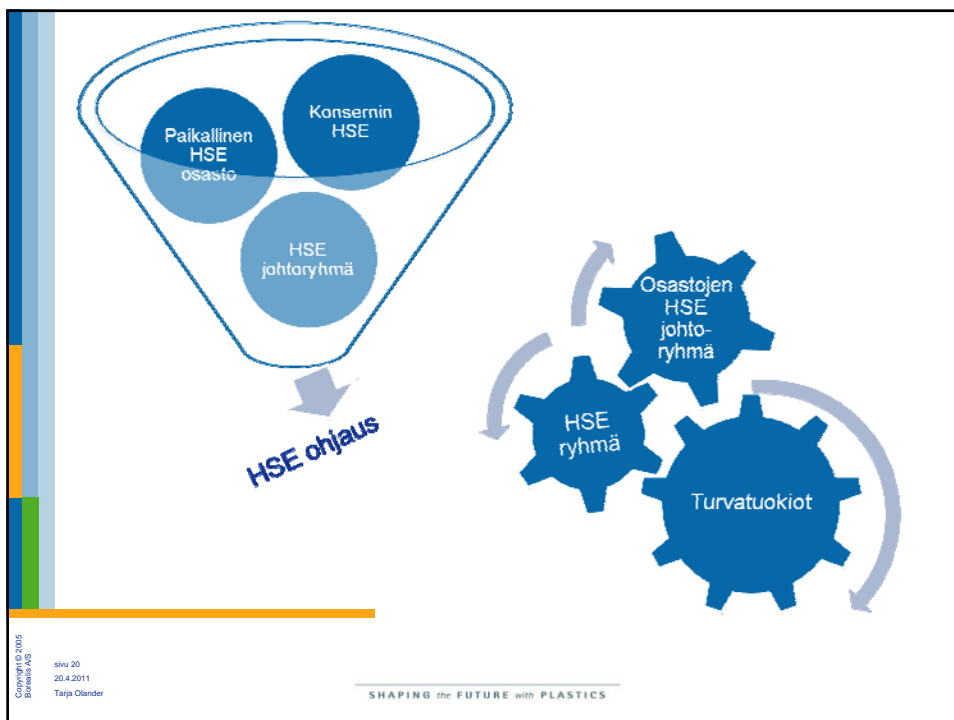 Konsernin
HSE
Paikallinen
HSE
osasto
HSE
johtoryhmä
HSE ohjaus
Osastojen
HSE
johto-
ryhmä
HSE
ryhmä
Turvatuokiot
Copyright © 2005
Borealis A/S
sivu 20
20.4.2011
Tarja Olander
SHAPING the FUTURE with PLASTICS